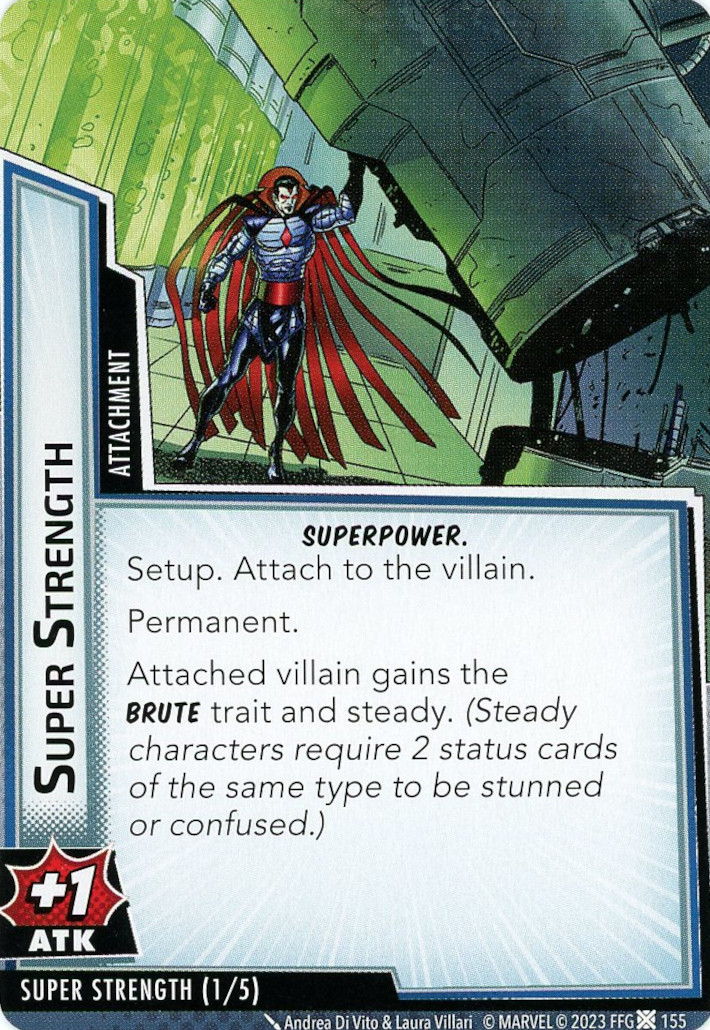 ATTACHMENT
SUPER STRENGTH
SUPERPOWER.
Setup. Attach to the villain.
Permanent.
Attached villain gains the
BRUTE trait and steady. (Steady
characters require 2 status cards
of the same type to be stunned
or confused.)
+1
ATK
SUPER STRENGTH (1/5)
Andrea Di Vito & Laura Villari © MARVEL © 2023 FFG 155